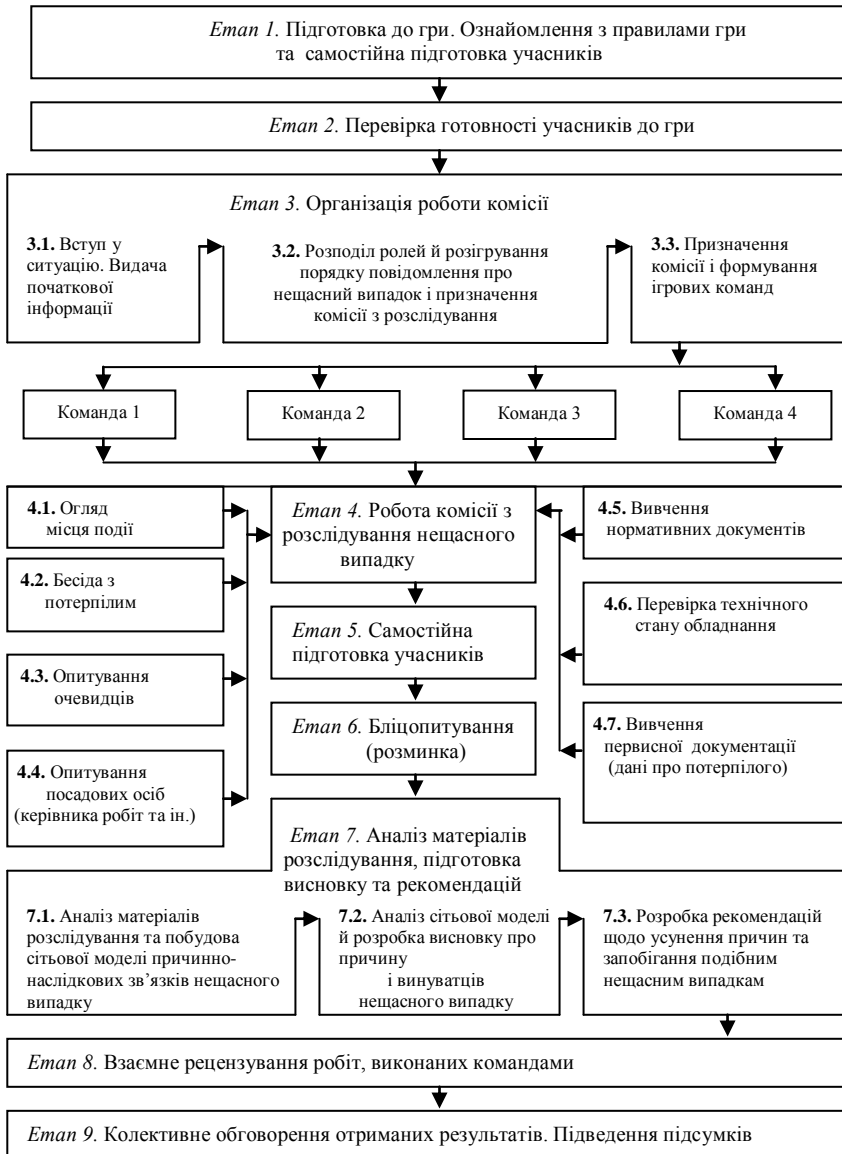 Етап 1. Підготовка до гри. Ознайомлення з правилами гри
та самостійна підготовка учасників
Етап 2. Перевірка готовності учасників до гри
Етап 3. Організація роботи комісії
3.1. Вступ у
ситуацію. Видача
початкової
інформації
3.2. Розподіл ролей й розігрування
порядку повідомлення про
нещасний випадок і призначення
комісії з розслідування
3.3. Призначення
комісії і формування
ігрових команд
Команда 1
Команда 2
Команда 3
Команда 4
4.1. Огляд
місця події
4.2. Бесіда з
потерпілим
4.3. Опитування
очевидців
4.4. Опитування
посадових осіб
(керівника робіт та ін.)
Етап 4. Робота комісії з
розслідування нещасного
випадку
Етап 5. Самостійна
підготовка учасників
Етап 6. Бліцопитування
(розминка)
4.5. Вивчення
нормативних документів
4.6. Перевірка технічного
стану обладнання
4.7. Вивчення
первисної документації
(дані про потерпілого)
Етап 7. Аналіз матеріалів
розслідування, підготовка
висновку та рекомендацій
7.1. Аналіз матеріалів
розслідування та побудова
сітьової моделі причинно-
наслідкових зв’язків нещасного
випадку
7.2. Аналіз сітьової моделі
й розробка висновку про
причину
і винуватців
нещасного випадку
7.3. Розробка рекомендацій
щодо усунення причин та
запобігання подібним
нещасним випадкам
Етап 8. Взаємне рецензування робіт, виконаних командами
Етап 9. Колективне обговорення отриманих результатів. Підведення підсумків